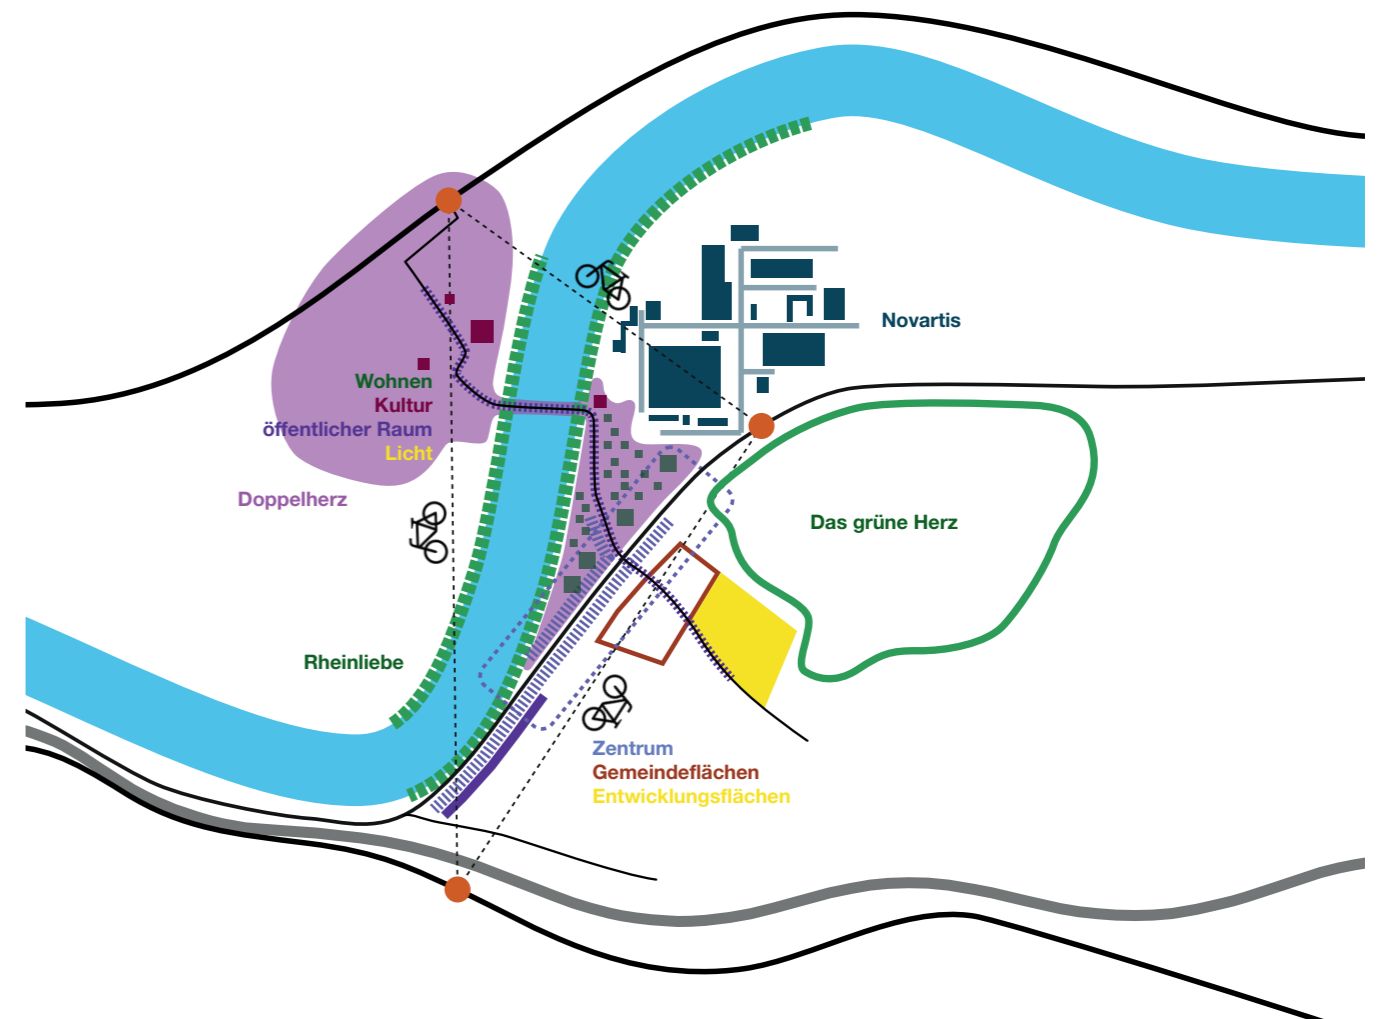 Novartis
Wohnen
Kultur
öffentlicher Raum
Licht
Doppelherz
Das grüne Herz
Rheinliebe
Zentrum
Gemeindeflächen
Entwicklungsflächen